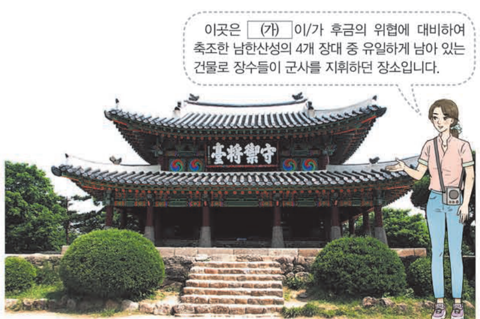 이곳은 (가) 이/가 후금의 위협에 대비하여
축조한 남한산성의 4개 장대 중 유일하게 남아 있는
건물로 장수들이 군사를 지휘하던 장소입니다.
臺將禦守